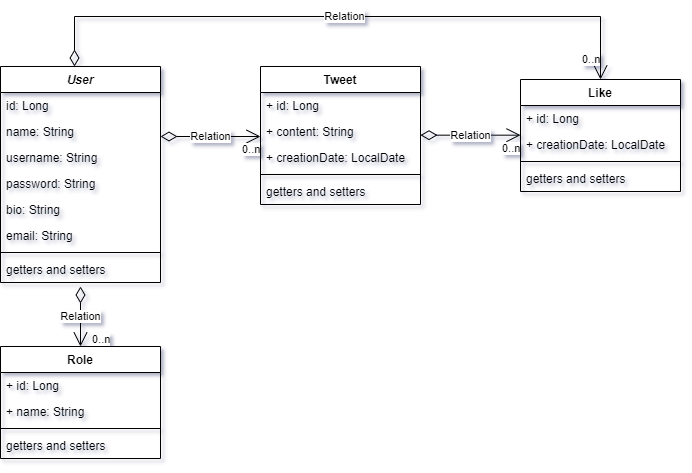 Relation
0..n
User
id: Long
name: String
username: String
password: String
bio: String
email: String
getters and setters
Relation
0..n
Tweet
+ id: Long
+ content: String
+ creationDate: LocalDate
getters and setters
Relation
0..n
Like
+ id: Long
+ creationDate: LocalDate
getters and setters
Relation
0..n
Role
+ id: Long
+ name: String
getters and setters